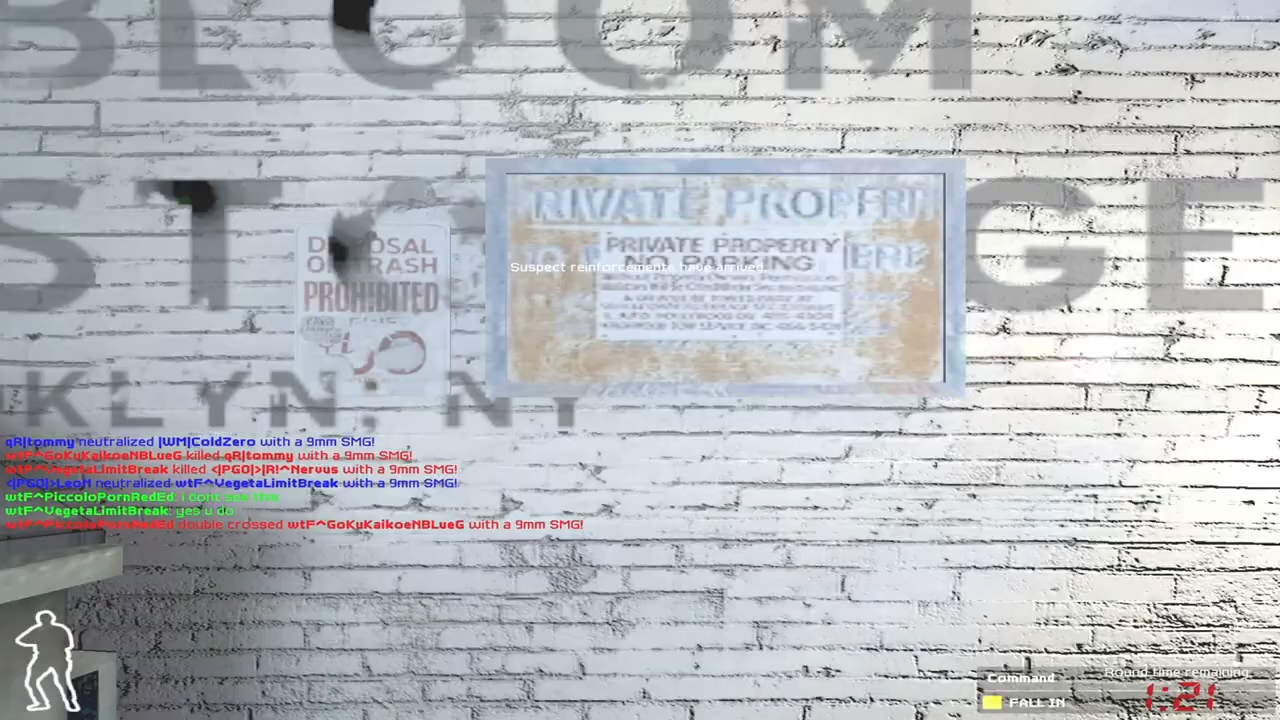 BLOOM
STORAGE
KLYN, NY
DISPOSAL
OF TRASH
PROHIBITED
PRIVATE PROPERTY
PRIVATE PROPERTY
NO PARKING
Suspect reinforcements have arrived.
qR|tommy neutralized |WM|ColdZero with a 9mm SMG!
wtF^GoKuKaikoeNBLueG killed qR|tommy with a 9mm SMG!
wtF^VegetaLimitBreak killed <|PGO|>|R!^Nervus with a 9mm SMG!
<|PGO|>LeoN neutralized wtF^VegetaLimitBreak with a 9mm SMG!
wtF^PiccoloPornRedEd: i dont see the
wtF^VegetaLimitBreak: yes u do
wtF^PiccoloPornRedEd double crossed wtF^GoKuKaikoeNBLueG with a 9mm SMG!
Command
Round time remaining
FALL IN
1:21